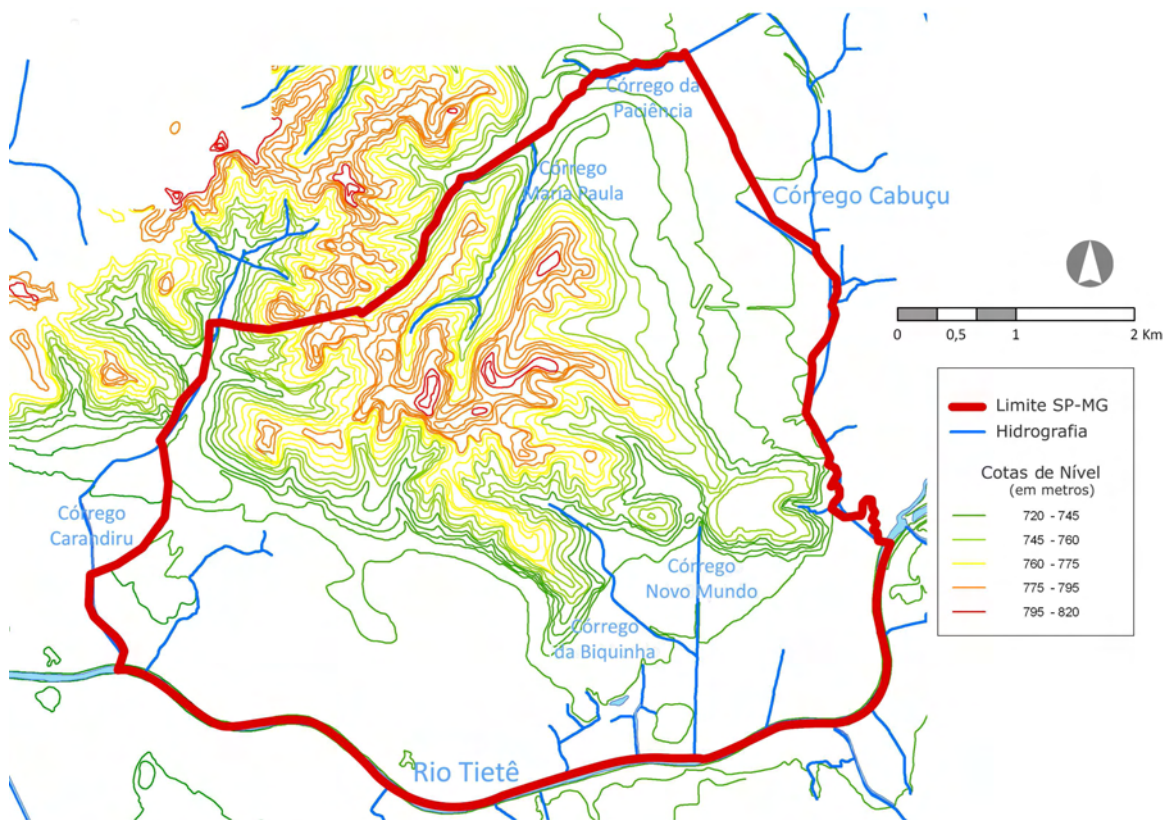 Córrego da
Paciência
Córrego
Maria Paula
Córrego Cabuçu
0 0,5 1 2 Km
Limite SP-MG
Hidrografia
Cotas de Nível
(em metros)
720 - 745
745 - 760
760 - 775
775 - 795
795 - 820
Córrego
Carandiru
Córrego
Novo Mundo
Córrego
da Biquinha
Rio Tietê